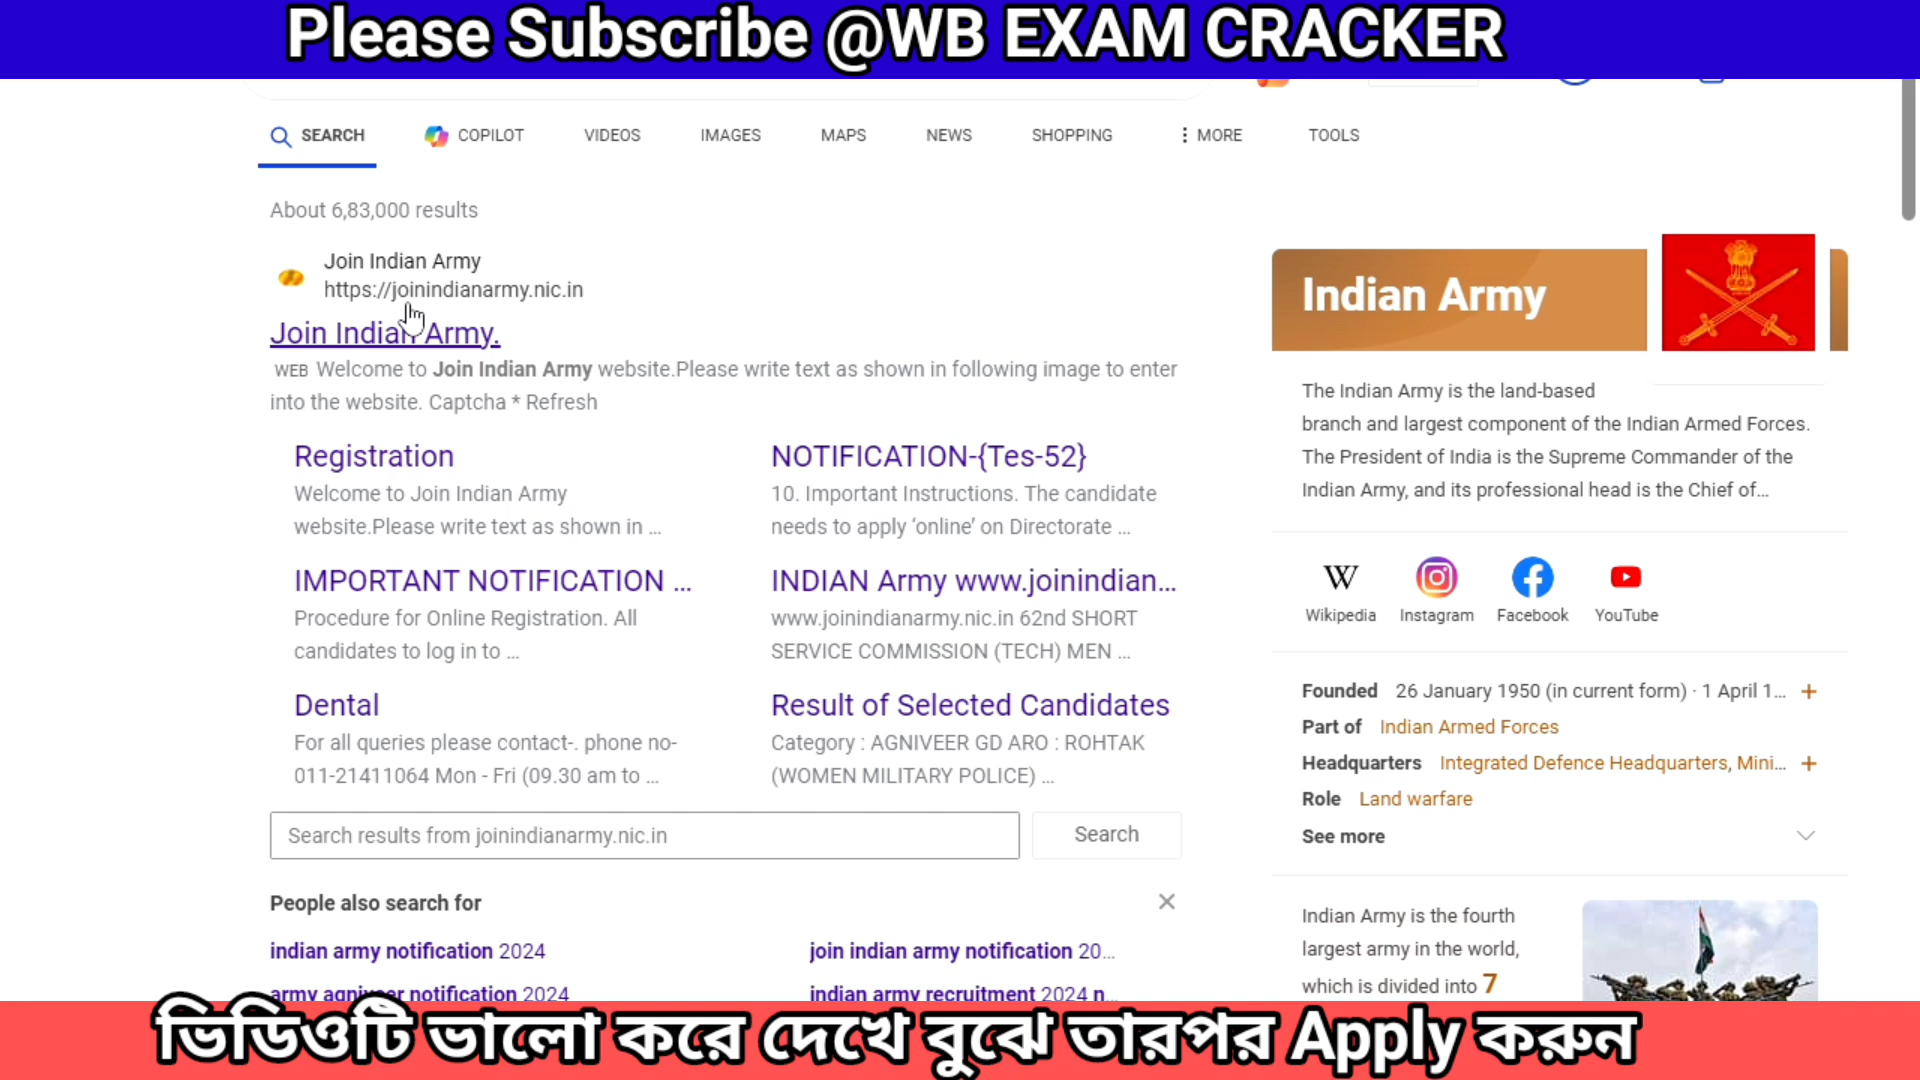 Please Subscribe @WB EXAM CRACKER
SEARCH COPILOT VIDEOS IMAGES MAPS NEWS SHOPPING MORE TOOLS
About 6,83,000 results
Join Indian Army
https://joinindianarmy.nic.in
Join Indian Army.
WEB Welcome to Join Indian Army website.Please write text as shown in following image to enter
into the website. Captcha * Refresh
Registration
Welcome to Join Indian Army
website.Please write text as shown in ...
NOTIFICATION-{Tes-52}
10. Important Instructions. The candidate
needs to apply ‘online’ on Directorate ...
IMPORTANT NOTIFICATION ...
Procedure for Online Registration. All
candidates to log in to ...
INDIAN Army www.joinindian...
www.joinindianarmy.nic.in 62nd SHORT
SERVICE COMMISSION (TECH) MEN ...
Dental
For all queries please contact-. phone no-
011-21411064 Mon - Fri (09.30 am to ...
Result of Selected Candidates
Category : AGNIVEER GD ARO : ROHTAK
(WOMEN MILITARY POLICE) ...
Search results from joinindianarmy.nic.in
Search
People also search for
indian army notification 2024
join indian army notification 20...
army agniveer notification 2024
indian army recruitment 2024 n...
Indian Army
The Indian Army is the land-based
branch and largest component of the Indian Armed Forces.
The President of India is the Supreme Commander of the
Indian Army, and its professional head is the Chief of...
W
Wikipedia Instagram Facebook YouTube
Founded 26 January 1950 (in current form) · 1 April 1...
Part of Indian Armed Forces
Headquarters Integrated Defence Headquarters, Mini...
Role Land warfare
See more
Indian Army is the fourth
largest army in the world,
which is divided into 7
ভিডিওটি ভালো করে দেখে বুঝে তারপর Apply করুন